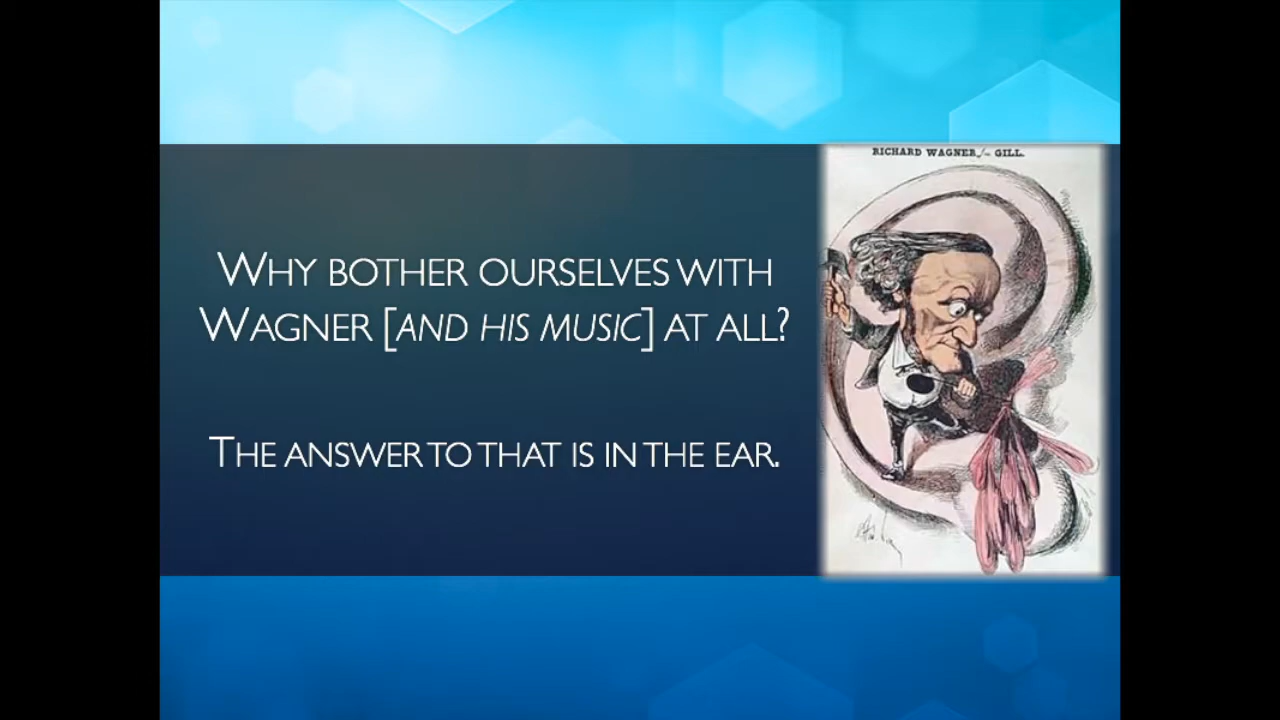 RICHARD WAGNER, for GILL.
WHY BOTHER OURSELVES WITH
WAGNER [AND HIS MUSIC] AT ALL?
THE ANSWER TO THAT IS IN THE EAR.